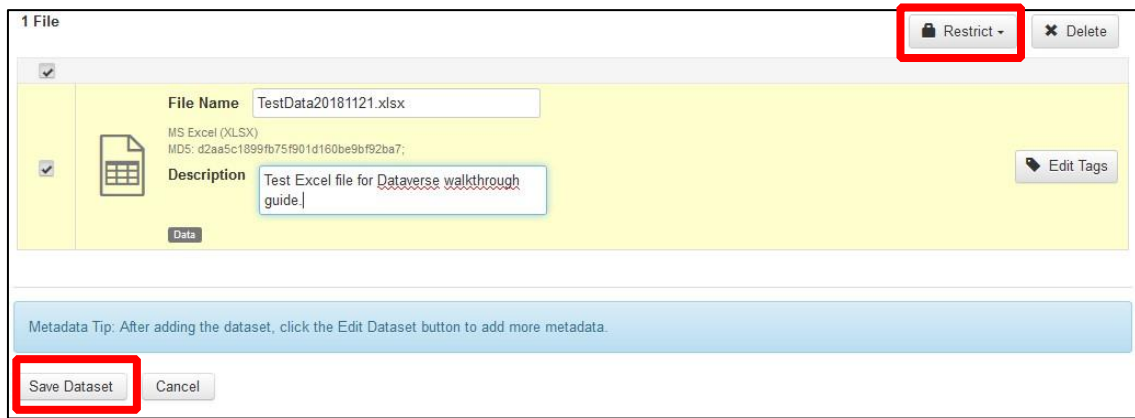 1 File
Restrict
Delete
File Name TestData20181121.xlsx
MS Excel (XLSX)
MD5: d2aa5c1899fb75f901d160be9bf92ba7;
Description Test Excel file for Dataverse walkthrough
guide.
Edit Tags
Data
Metadata Tip: After adding the dataset, click the Edit Dataset button to add more metadata.
Save Dataset Cancel